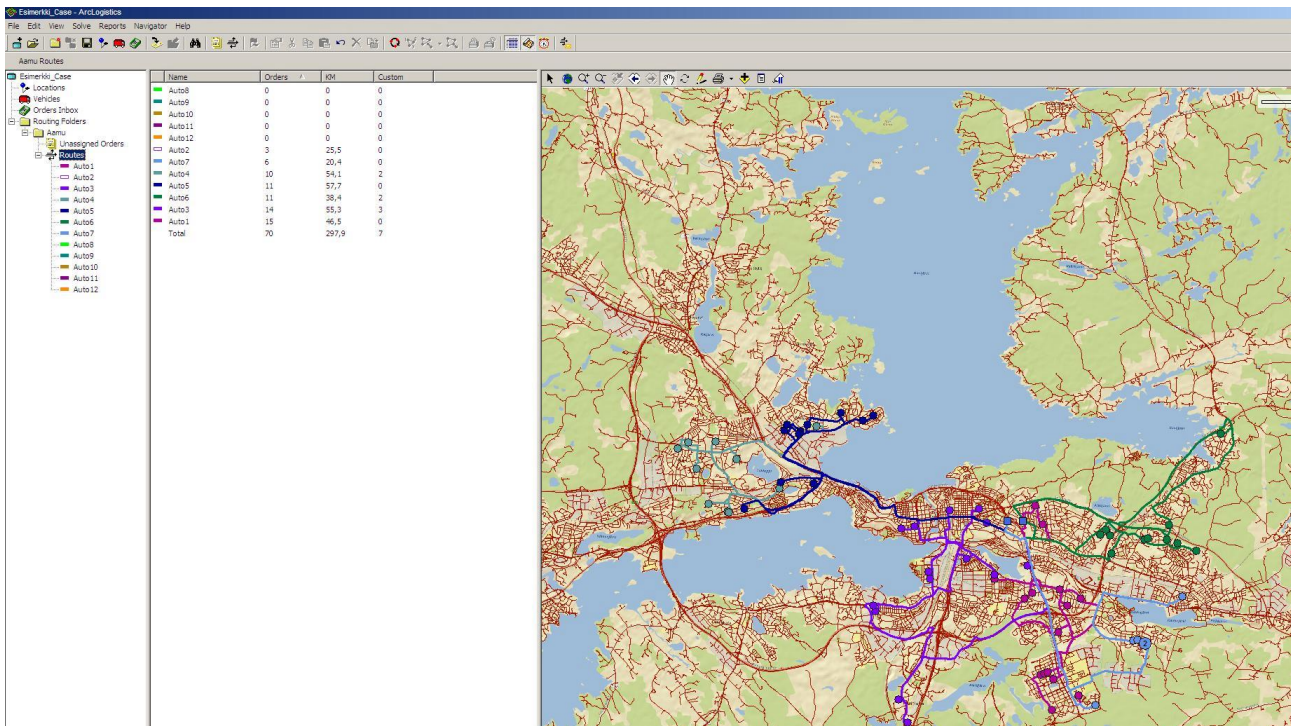 Esimerkki_Case - ArcLogistics
File Edit View Solve Reports Navigator Help
Aamu Routes
Esimerkki_Case
Locations
Vehicles
Orders Inbox
Routing Folders
Aamu
Unassigned Orders
Routes
Auto1
Auto2
Auto3
Auto4
Auto5
Auto6
Auto7
Auto8
Auto9
Auto10
Auto11
Auto12
Name Orders KM Custom
Auto8 0 0 0
Auto9 0 0 0
Auto10 0 0 0
Auto11 0 0 0
Auto12 0 0 0
Auto2 3 25,5 0
Auto7 6 20,4 0
Auto4 10 54,1 2
Auto5 11 57,7 0
Auto6 11 38,4 2
Auto3 14 55,3 3
Auto1 15 46,5 0
Total 70 297,9 7